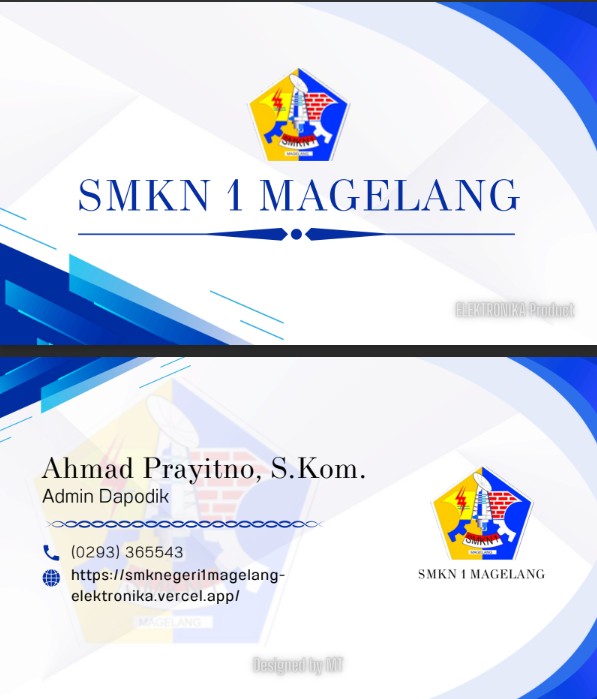 SMKN 1
MAGELANG
SMKN 1 MAGELANG
ELEKTRONIKA Product
Ahmad Prayitno, S.Kom.
Admin Dapodik
(0293) 365543
https://smknegeri1magelang-
elektronika.vercel.app/
SMKN 1
MAGELANG
SMKN 1 MAGELANG
MAGELANG
Designed by MT